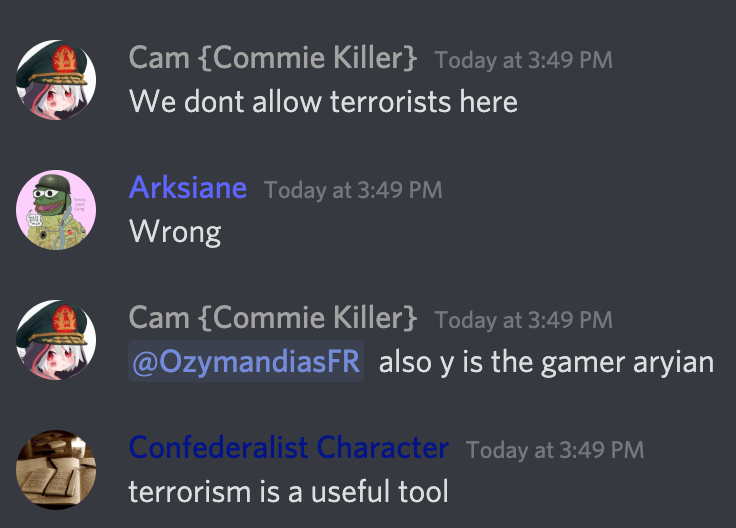 Cam {Commie Killer} Today at 3:49 PM
We dont allow terrorists here
Arksiane Today at 3:49 PM
Wrong
Cam {Commie Killer} Today at 3:49 PM
@OzymandiasFR also y is the gamer aryian
Confederalist Character Today at 3:49 PM
terrorism is a useful tool